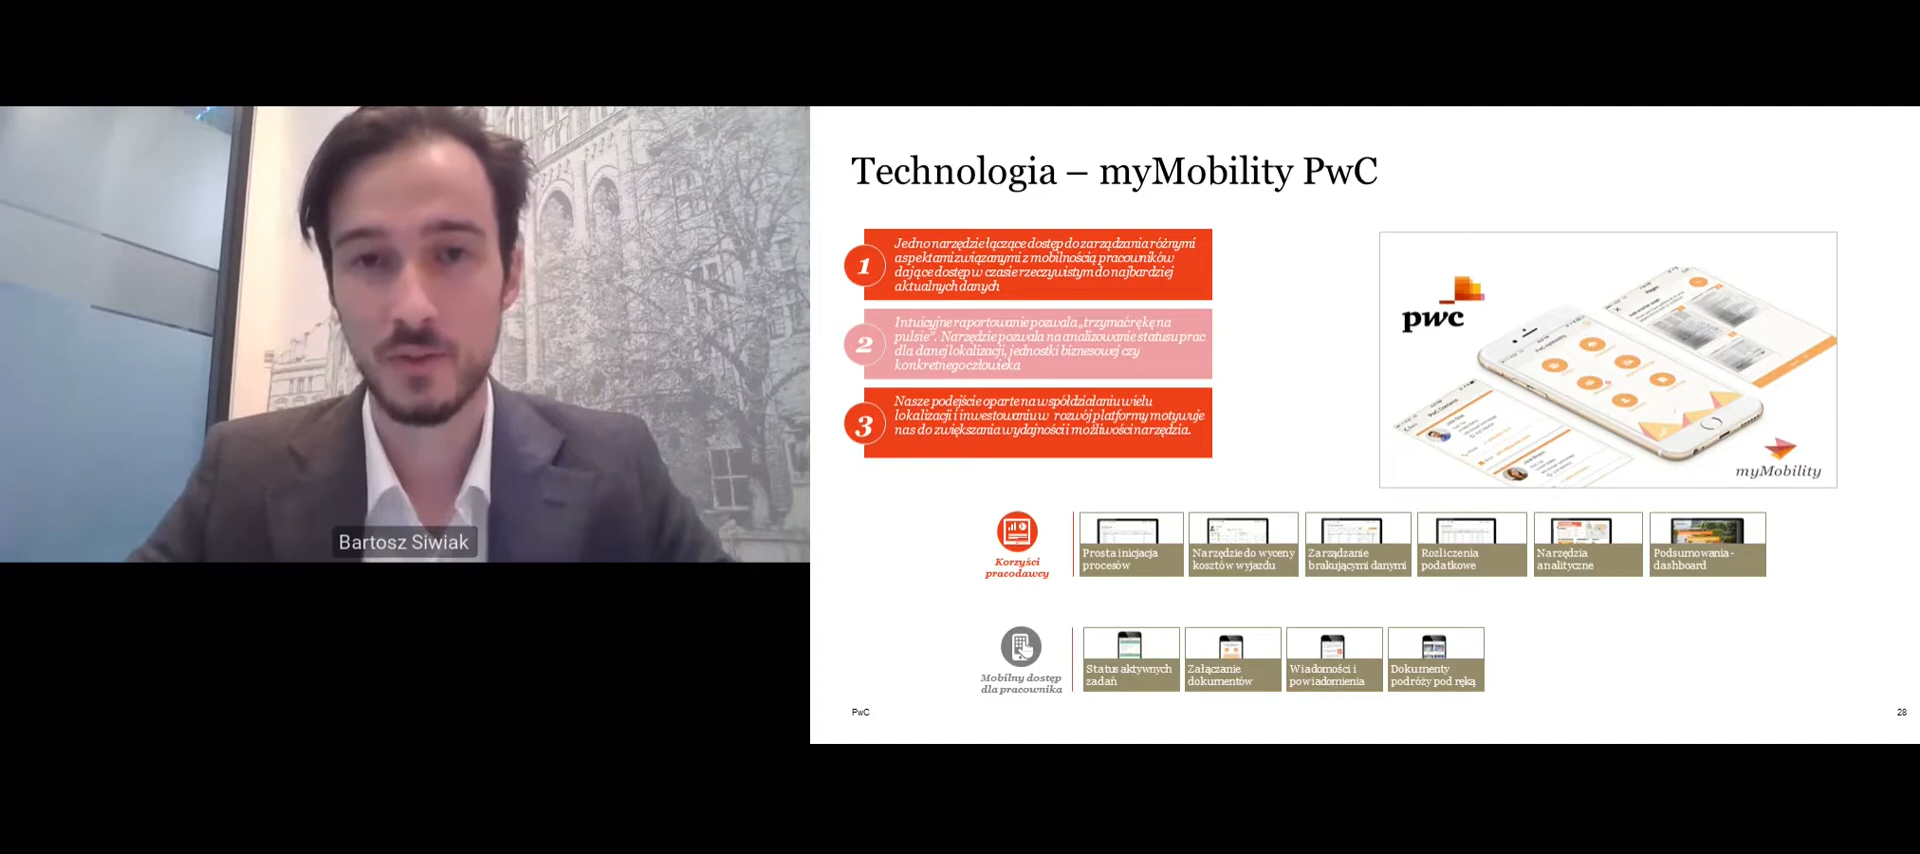 Bartosz Siwiak
Technologia – myMobility PwC
1
Jedno narzędzie łączące dostęp do zarządzania różnymi
aspektami związanymi z mobilnością pracowników
dające dostęp w czasie rzeczywistym do najbardziej
aktualnych danych
2
Intuicyjne raportowanie pozwala „trzymać rękę na
pulsie”. Narzędzie pozwala na analizowanie statusu prac
dla danej lokalizacji, jednostki biznesowej czy
konkretnego człowieka
3
Nasze podejście oparte na współdziałaniu wielu
lokalizacji i inwestowaniu w rozwój platformy motywuje
nas do zwiększania wydajności i możliwości narzędzia.
pwc
myMobility
Korzyści
pracodawcy
Prosta inicjacja
procesów
Narzędzie do wyceny
kosztów wyjazdu
Zarządzanie
brakującymi danymi
Rozliczenia
podatkowe
Narzędzia
analityczne
Podsumowania -
dashboard
Mobilny dostęp
dla pracownika
Status aktywnych
zadań
Załączanie
dokumentów
Wiadomości i
powiadomienia
Dokumenty
podróży pod ręką
PwC
28